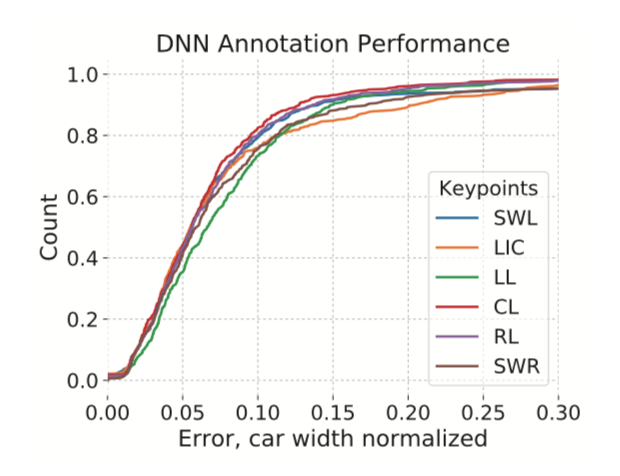 DNN Annotation Performance
1.0
0.8
0.6
0.4
0.2
0.0
Count
Keypoints
SWL
LIC
LL
CL
RL
SWR
0.00 0.05 0.10 0.15 0.20 0.25 0.30
Error, car width normalized